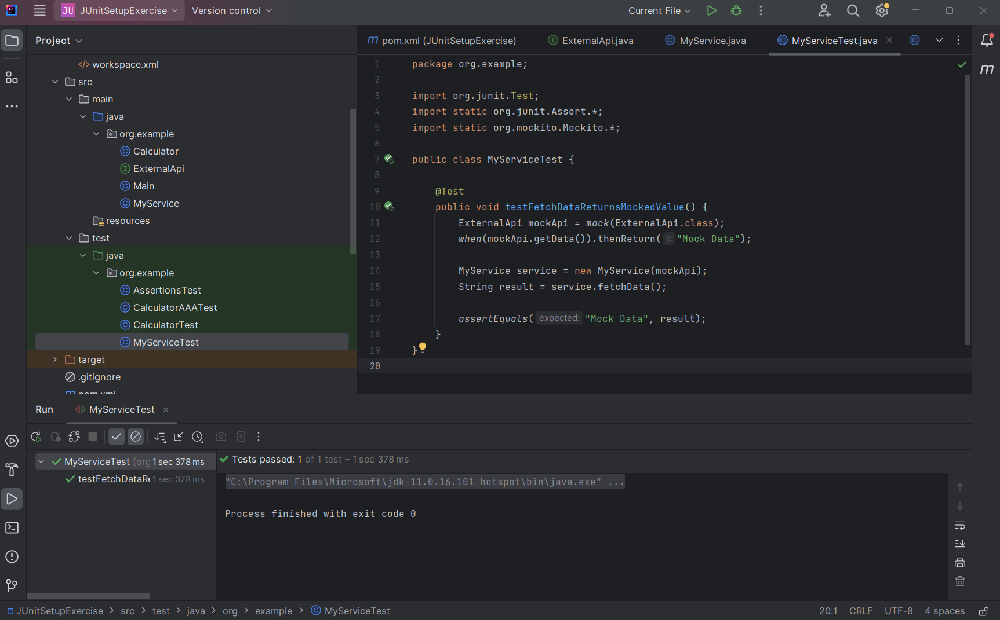 JU JUnitSetupExercise Version control Current File
Project
pom.xml (JUnitSetupExercise) ExternalApi.java MyService.java MyServiceTest.java
workspace.xml
src
main
java
org.example
Calculator
ExternalApi
Main
MyService
resources
test
java
org.example
AssertionsTest
CalculatorAAATest
CalculatorTest
MyServiceTest
target
.gitignore
pom.xml
1 package org.example;
2
3 import org.junit.Test;
4 import static org.junit.Assert.*;
5 import static org.mockito.Mockito.*;
6
7 public class MyServiceTest {
8
9 @Test
10 public void testFetchDataReturnsMockedValue() {
11 ExternalApi mockApi = mock(ExternalApi.class);
12 when(mockApi.getData()).thenReturn( t: "Mock Data");
13
14 MyService service = new MyService(mockApi);
15 String result = service.fetchData();
16
17 assertEquals( expected: "Mock Data", result);
18 }
19 }
20
Run MyServiceTest
MyServiceTest (org 1 sec 378 ms
testFetchDataRe 1 sec 378 ms
Tests passed: 1 of 1 test – 1 sec 378 ms
"C:\Program Files\Microsoft\jdk-11.0.16.101-hotspot\bin\java.exe" ...
Process finished with exit code 0
JUnitSetupExercise > src > test > java > org > example > MyServiceTest 20:1 CRLF UTF-8 4 spaces